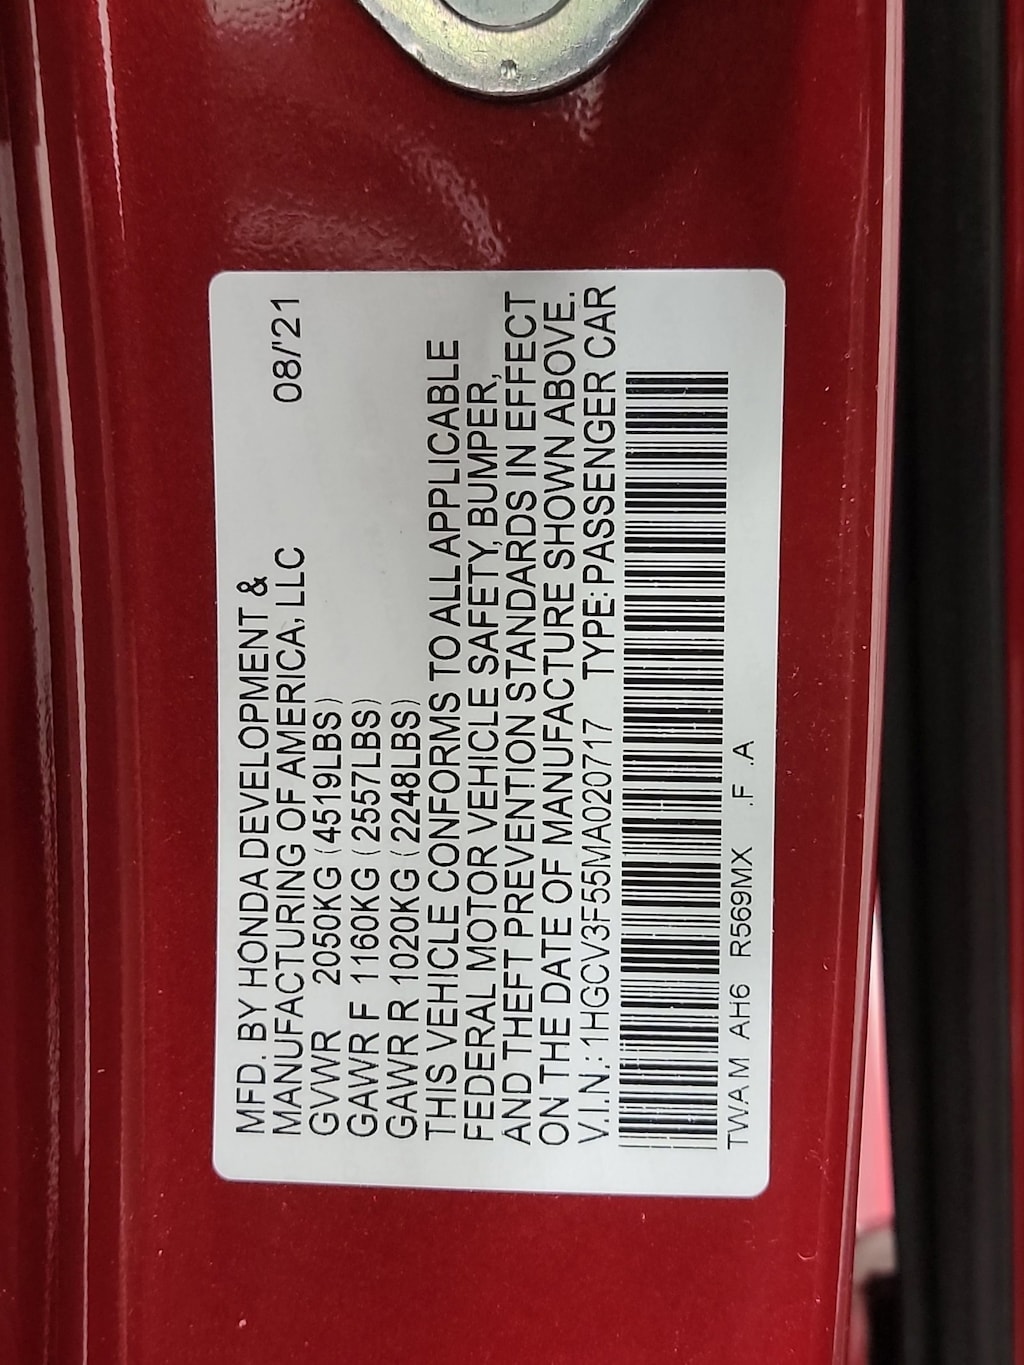 MFD. BY HONDA DEVELOPMENT &
MANUFACTURING OF AMERICA, LLC 08/'21
GVWR 2050KG (4519LBS)
GAWR F 1160KG (2557LBS)
GAWR R 1020KG (2248LBS)
THIS VEHICLE CONFORMS TO ALL APPLICABLE
FEDERAL MOTOR VEHICLE SAFETY, BUMPER,
AND THEFT PREVENTION STANDARDS IN EFFECT
ON THE DATE OF MANUFACTURE SHOWN ABOVE.
V.I.N.: 1HGCV3F55MA020717 TYPE: PASSENGER CAR
TWAM AH6 R569MX .F .A